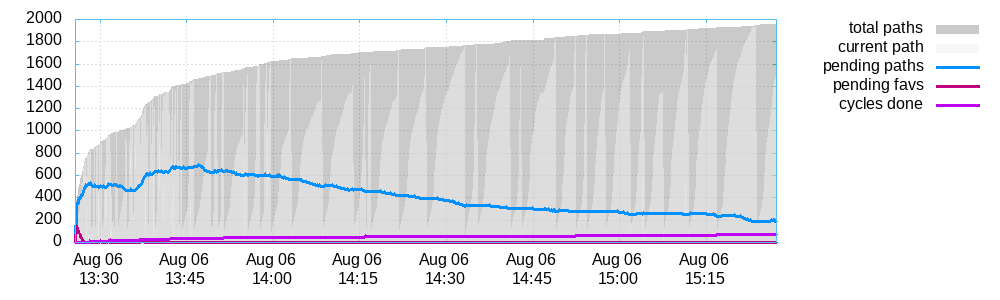 2000
1800
1600
1400
1200
1000
800
600
400
200
0
Aug 06 Aug 06 Aug 06 Aug 06 Aug 06 Aug 06 Aug 06 Aug 06
13:30 13:45 14:00 14:15 14:30 14:45 15:00 15:15
total paths
current path
pending paths
pending favs
cycles done